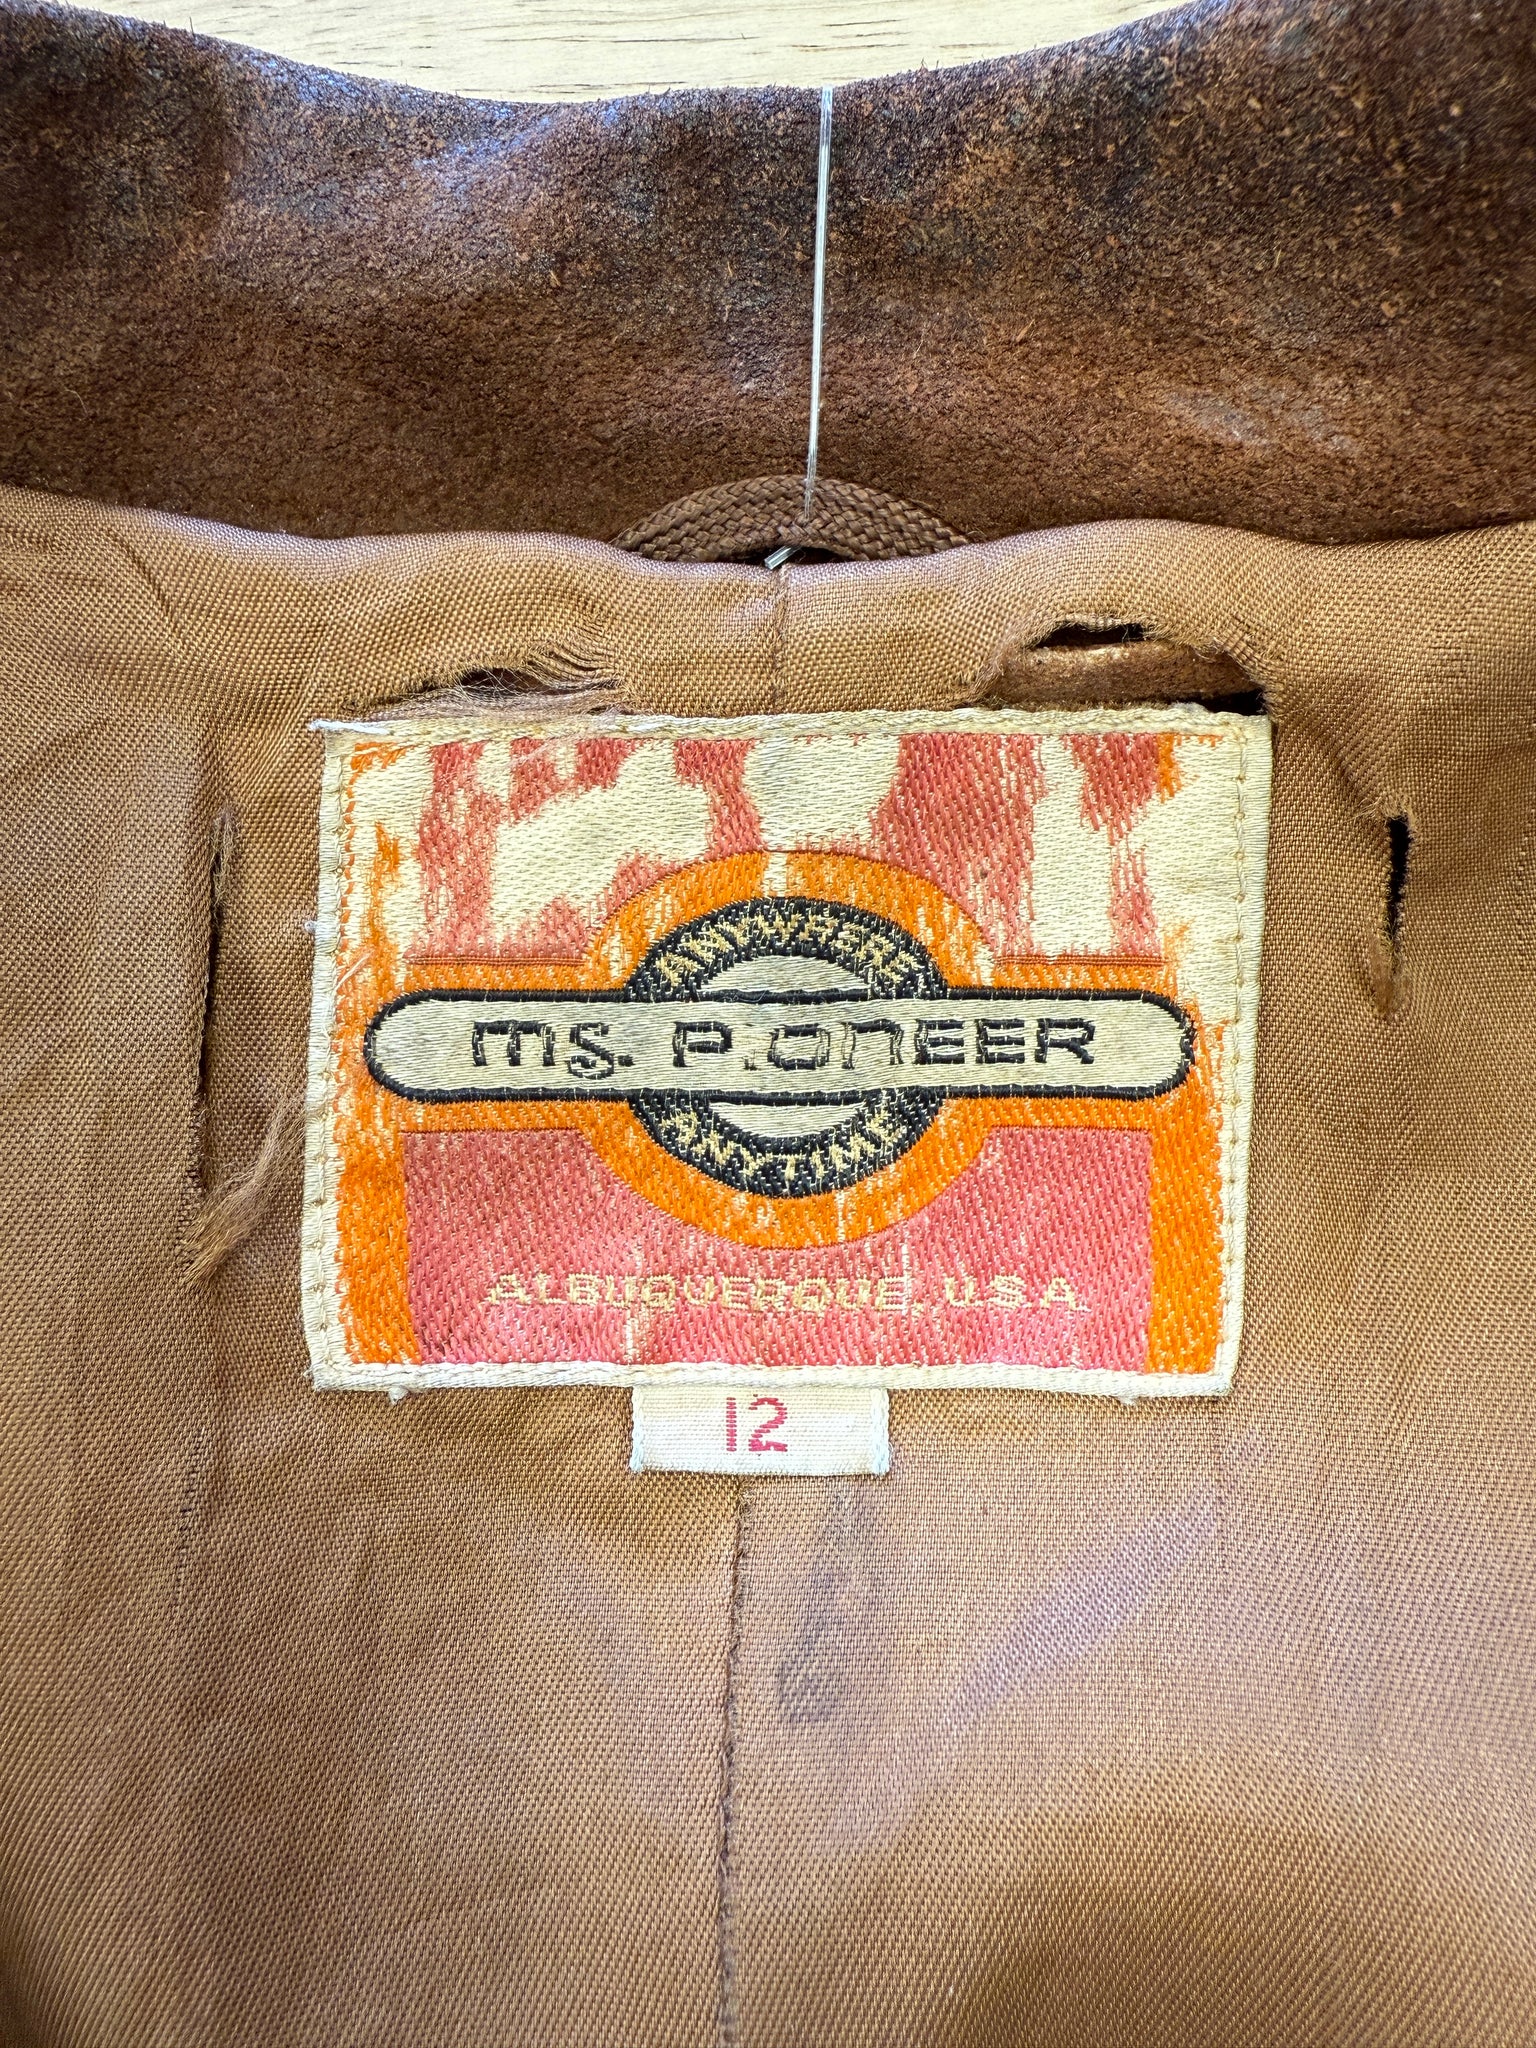 ANYWHERE
MS. PIONEER
ANYTIME
ALBUQUERQUE, U.S.A.
12